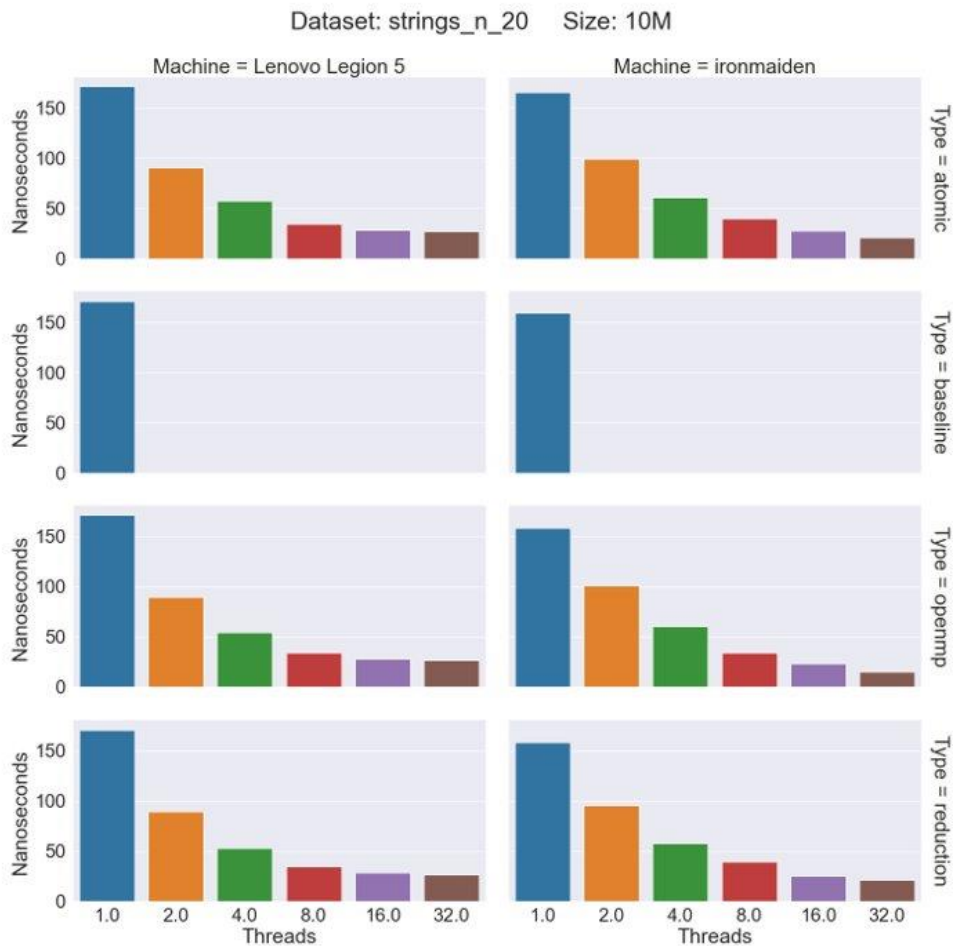 Dataset: strings_n_20 Size: 10M
Machine = Lenovo Legion 5
Machine = ironmaiden
150
100
50
0
Nanoseconds
Type = atomic
150
100
50
0
Nanoseconds
Type = baseline
150
100
50
0
Nanoseconds
Type = openmp
150
100
50
0
Nanoseconds
Type = reduction
1.0 2.0 4.0 8.0 16.0 32.0
1.0 2.0 4.0 8.0 16.0 32.0
Threads
Threads